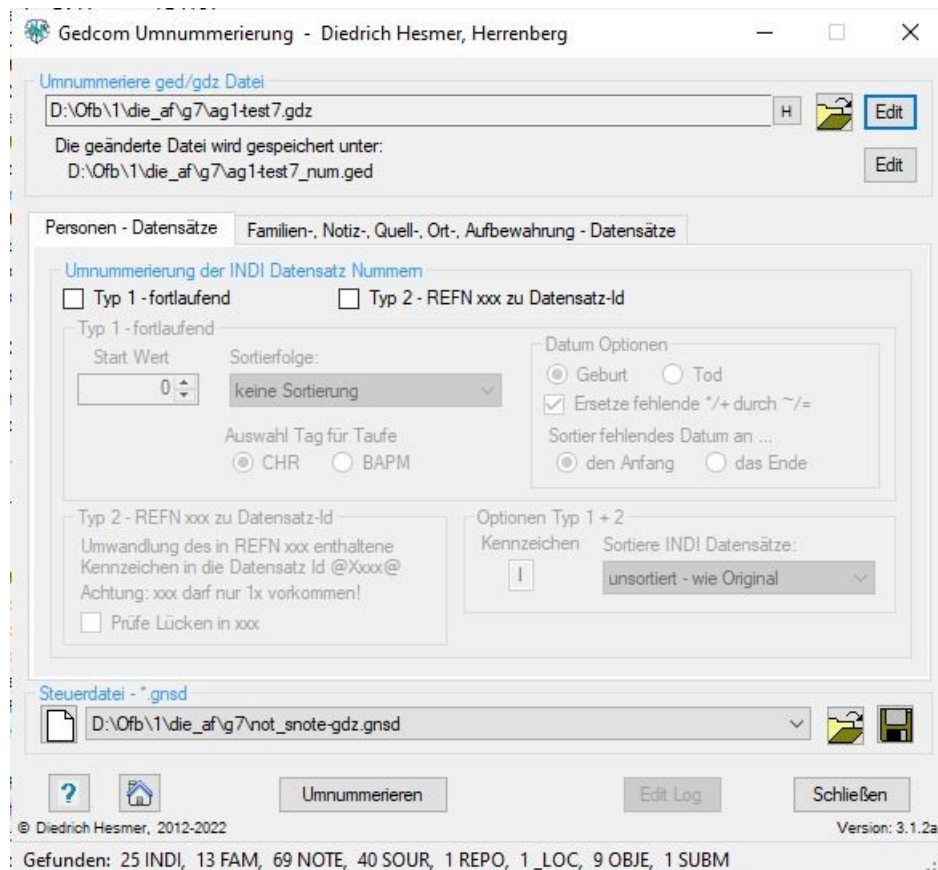 Gedcom Umnummerierung - Diedrich Hesmer, Herrenberg
Umnummeriere ged/gdz Datei
D:\Ofb\1\die_af\g7\ag1-test7.gdz H Edit
Die geänderte Datei wird gespeichert unter:
D:\Ofb\1\die_af\g7\ag1-test7_num.ged Edit
Personen - Datensätze Familien-, Notiz-, Quell-, Ort-, Aufbewahrung - Datensätze
Umnummerierung der INDI Datensatz Nummern
Typ 1 - fortlaufend Typ 2 - REFN xxx zu Datensatz-Id
Typ 1 - fortlaufend
Start Wert Sortierfolge:
0 keine Sortierung
Auswahl Tag für Taufe
CHR BAPM
Datum Optionen
Geburt Tod
Ersetze fehlende */+ durch ~/=
Sortier fehlendes Datum an ...
den Anfang das Ende
Typ 2 - REFN xxx zu Datensatz-Id
Umwandlung des in REFN xxx enthaltene
Kennzeichen in die Datensatz Id @Xxxx@
Achtung: xxx darf nur 1x vorkommen!
Prüfe Lücken in xxx
Optionen Typ 1 + 2
Kennzeichen Sortiere INDI Datensätze:
I unsortiert - wie Original
Steuerdatei - *.gnsd
D:\Ofb\1\die_af\g7\not_snote-gdz.gnsd
? Umnummerieren Edit Log Schließen
© Diedrich Hesmer, 2012-2022 Version: 3.1.2a
Gefunden: 25 INDI, 13 FAM, 69 NOTE, 40 SOUR, 1 REPO, 1 _LOC, 9 OBJE, 1 SUBM